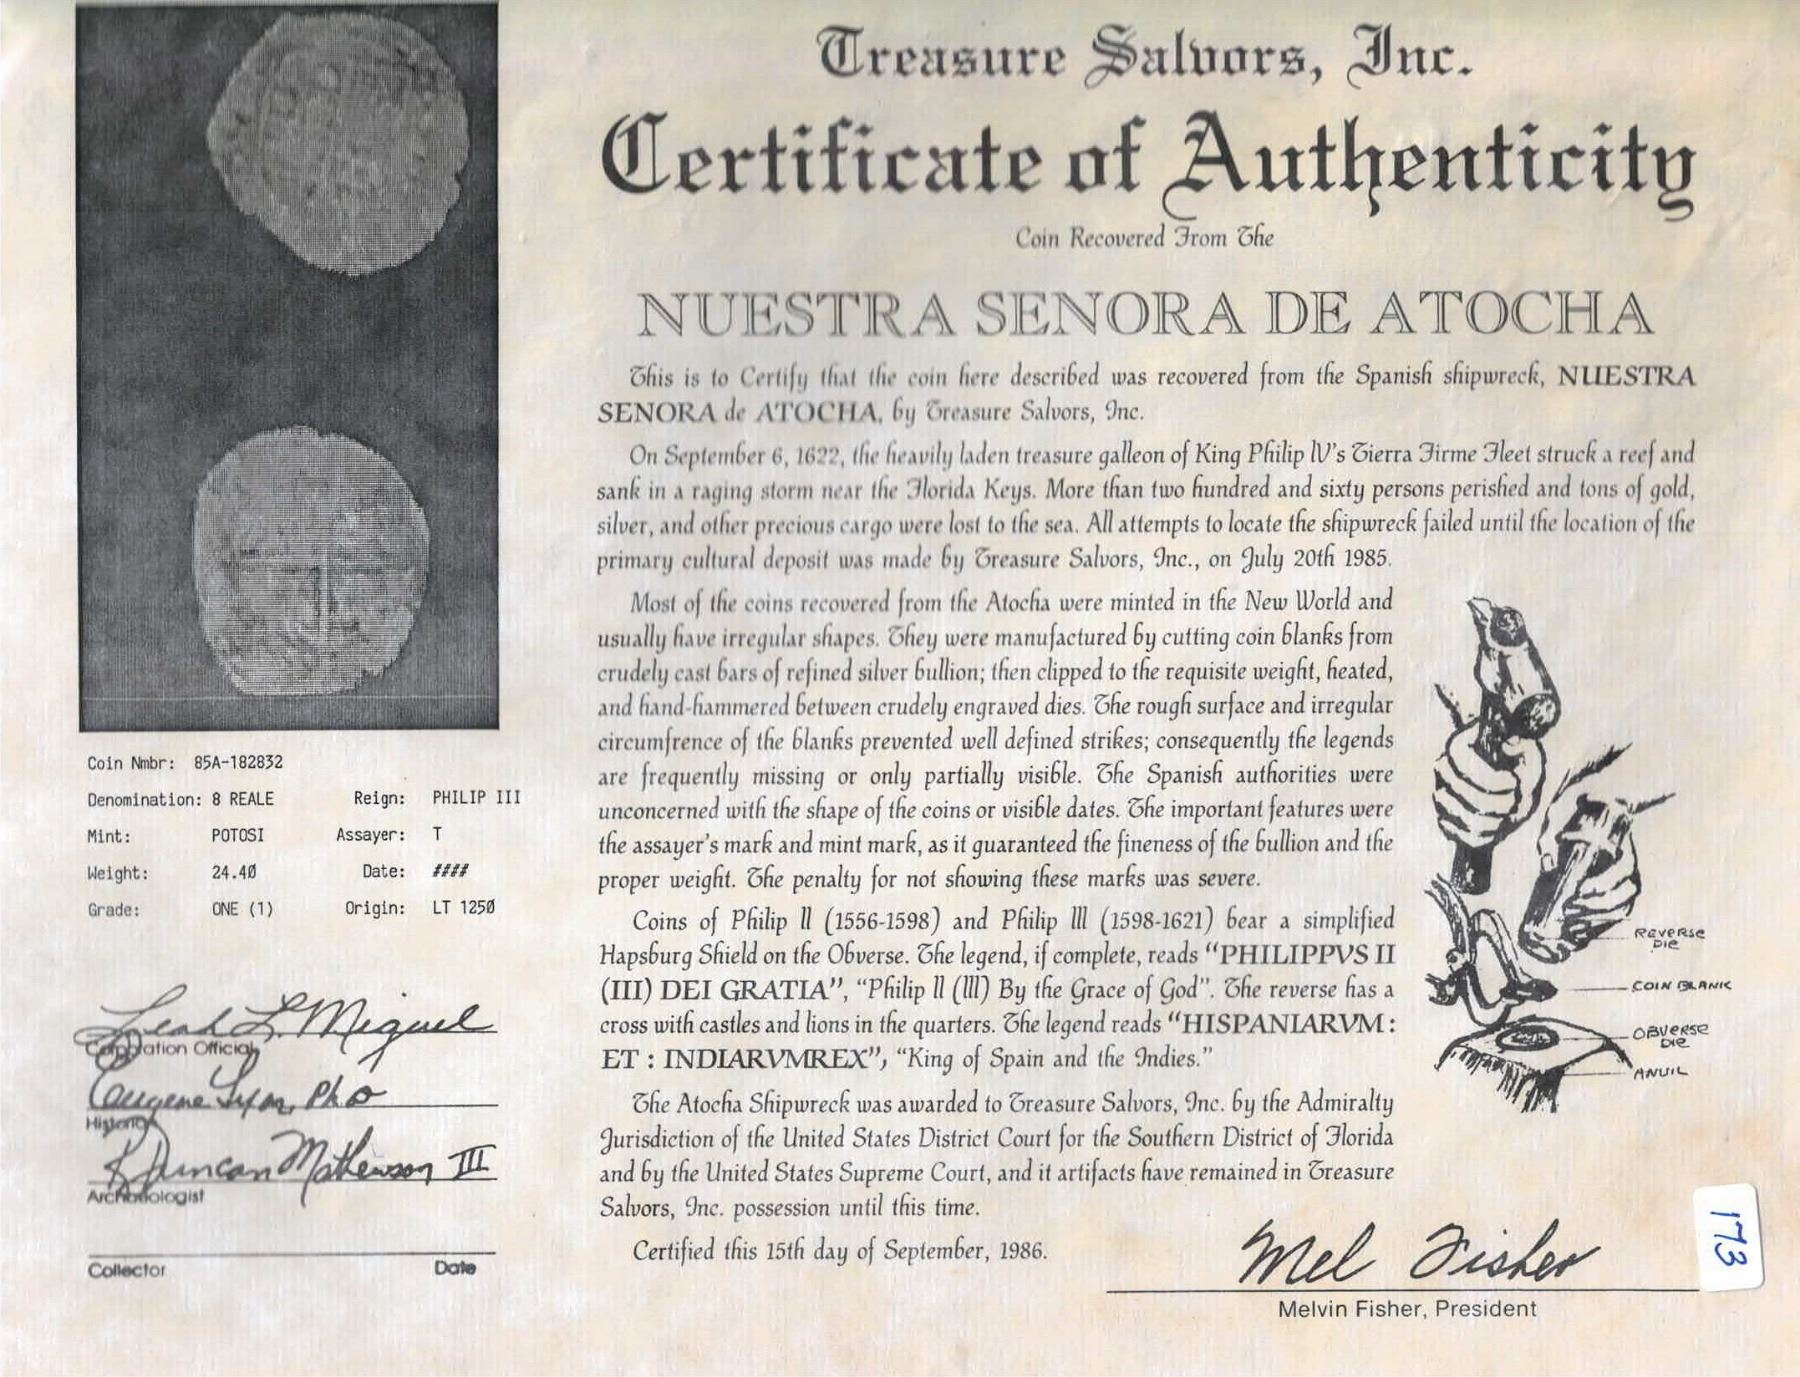 Treasure Salvors, Inc.
Certificate of Authenticity
Coin Recovered From The
NUESTRA SENORA DE ATOCHA
This is to Certify that the coin here described was recovered from the Spanish shipwreck, NUESTRA
SENORA de ATOCHA, by Treasure Salvors, Inc.
On September 6, 1622, the heavily laden treasure galleon of King Philip IV's Tierra Firme Fleet struck a reef and
sank in a raging storm near the Florida Keys. More than two hundred and sixty persons perished and tons of gold,
silver, and other precious cargo were lost to the sea. All attempts to locate the shipwreck failed until the location of the
primary cultural deposit was made by Treasure Salvors, Inc., on July 20th 1985.
Most of the coins recovered from the Atocha were minted in the New World and
usually have irregular shapes. They were manufactured by cutting coin blanks from
crudely cast bars of refined silver bullion; then clipped to the requisite weight, heated,
and hand-hammered between crudely engraved dies. The rough surface and irregular
circumfrence of the blanks prevented well defined strikes; consequently the legends
are frequently missing or only partially visible. The Spanish authorities were
unconcerned with the shape of the coins or visible dates. The important features were
the assayer's mark and mint mark, as it guaranteed the fineness of the bullion and the
proper weight. The penalty for not showing these marks was severe.
Coins of Philip II (1556-1598) and Philip III (1598-1621) bear a simplified
Hapsburg Shield on the Obverse. The legend, if complete, reads "PHILIPPVS II
(III) DEI GRATIA", "Philip II (III) By the Grace of God". The reverse has a
cross with castles and lions in the quarters. The legend reads "HISPANIARVM :
ET : INDIARVMREX", "King of Spain and the Indies."
The Atocha Shipwreck was awarded to Treasure Salvors, Inc. by the Admiralty
Jurisdiction of the United States District Court for the Southern District of Florida
and by the United States Supreme Court, and it artifacts have remained in Treasure
Salvors, Inc. possession until this time.
Certified this 15th day of September, 1986.
Mel Fisher
Melvin Fisher, President
173
REVERSE
DIE
COIN BLANK
OBVERSE
DIE
ANVIL
Coin Nmbr: 85A-182832
Denomination: 8 REALE Reign: PHILIP III
Mint: POTOSI Assayer: T
Weight: 24.40 Date: ####
Grade: ONE (1) Origin: LT 1250
Leah L. Miguel
Corporation Official
Eugene Lyon, PhD
Historian
R Duncan Mathewson III
Archaeologist
Collector Date